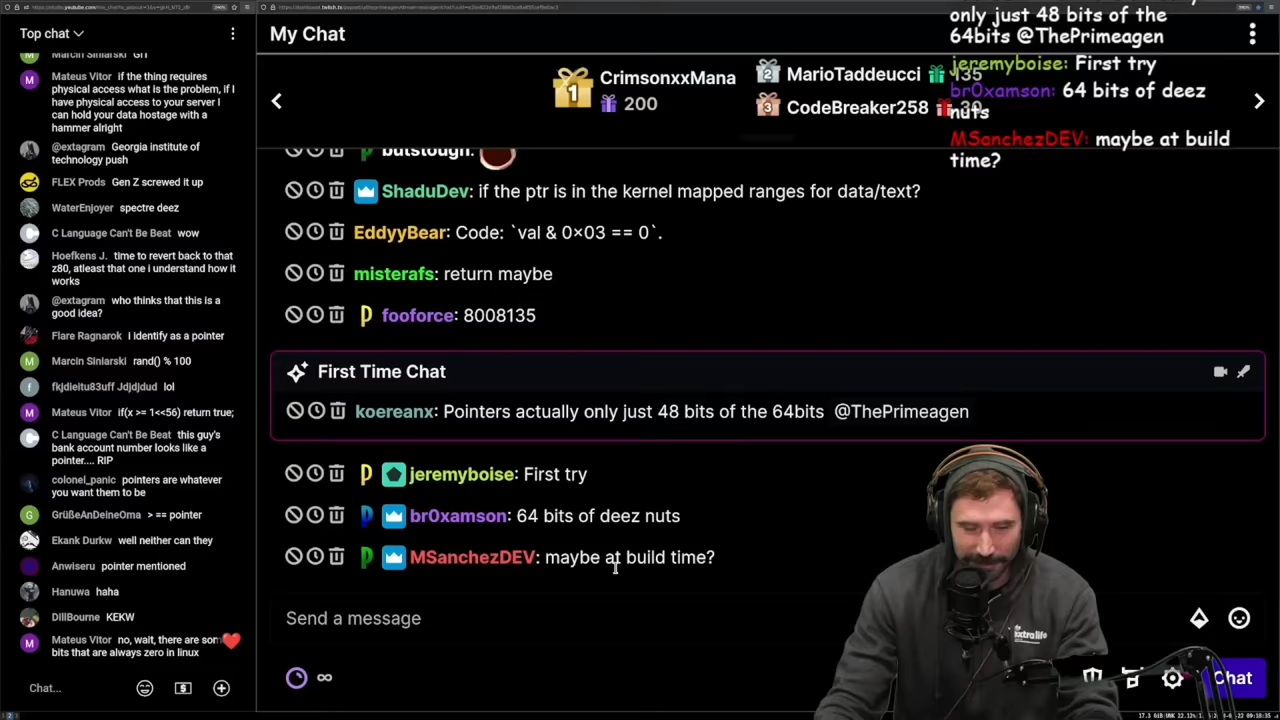 Top chat
Marcin Siniarski GIT
Mateus Vitor if the thing requires
physical access what is the problem, if I
have physical access to your server I
can hold your data hostage with a
hammer alright
@extagram Georgia institute of
technology push
FLEX Prods Gen Z screwed it up
WaterEnjoyer spectre deez
C Language Can't Be Beat wow
Hoefkens J. time to revert back to that
z80, atleast that one i understand how it
works
@extagram who thinks that this is a
good idea?
Flare Ragnarok i identify as a pointer
Marcin Siniarski rand() % 100
fkjdieitu83uff Jdjdjdud lol
Mateus Vitor if(x >= 1<<56) return true;
C Language Can't Be Beat this guy's
bank account number looks like a
pointer.... RIP
colonel_panic pointers are whatever
you want them to be
GrüßeAnDeineOma > == pointer
Ekank Durkw well neither can they
Anwiseru pointer mentioned
Hanuwa haha
DillBourne KEKW
Mateus Vitor no, wait, there are som
bits that are always zero in linux
Chat...
My Chat
1 CrimsonxxMana
200
2 MarioTaddeucci 135
3 CodeBreaker258
butstough:
ShaduDev: if the ptr is in the kernel mapped ranges for data/text?
EddyyBear: Code: `val & 0×03 == 0`.
misterafs: return maybe
fooforce: 8008135
First Time Chat
koereanx: Pointers actually only just 48 bits of the 64bits @ThePrimeagen
jeremyboise: First try
br0xamson: 64 bits of deez nuts
MSanchezDEV: maybe at build time?
Send a message
∞
Chat
only just 48 bits of the
64bits @ThePrimeagen
jeremyboise: First try
br0xamson: 64 bits of deez
nuts
MSanchezDEV: maybe at build
time?
extralife